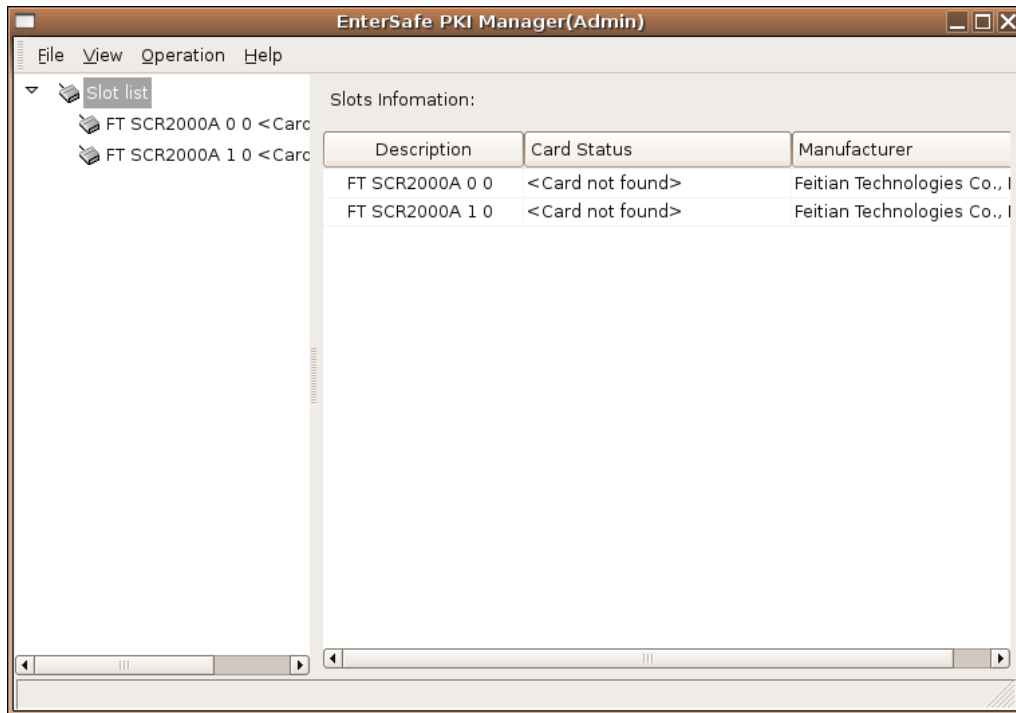 EnterSafe PKI Manager(Admin)
File View Operation Help
Slot list
FT SCR2000A 0 0 <Card
FT SCR2000A 1 0 <Card
Slots Infomation:
Description Card Status Manufacturer
FT SCR2000A 0 0 <Card not found> Feitian Technologies Co.,
FT SCR2000A 1 0 <Card not found> Feitian Technologies Co.,